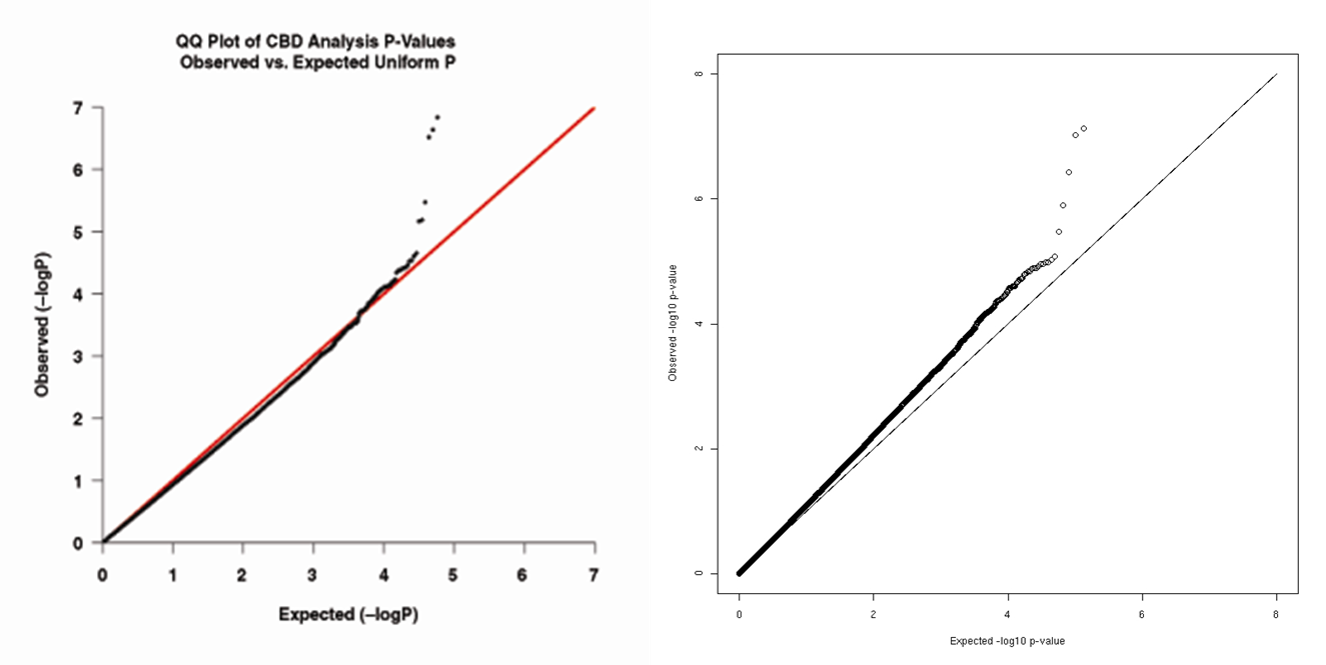 QQ Plot of CBD Analysis P-Values
Observed vs. Expected Uniform P
7
6
5
4
3
2
1
0
Observed (–logP)
0 1 2 3 4 5 6 7
Expected (–logP)
8
6
4
2
0
Observed -log10 p-value
0 2 4 6 8
Expected -log10 p-value